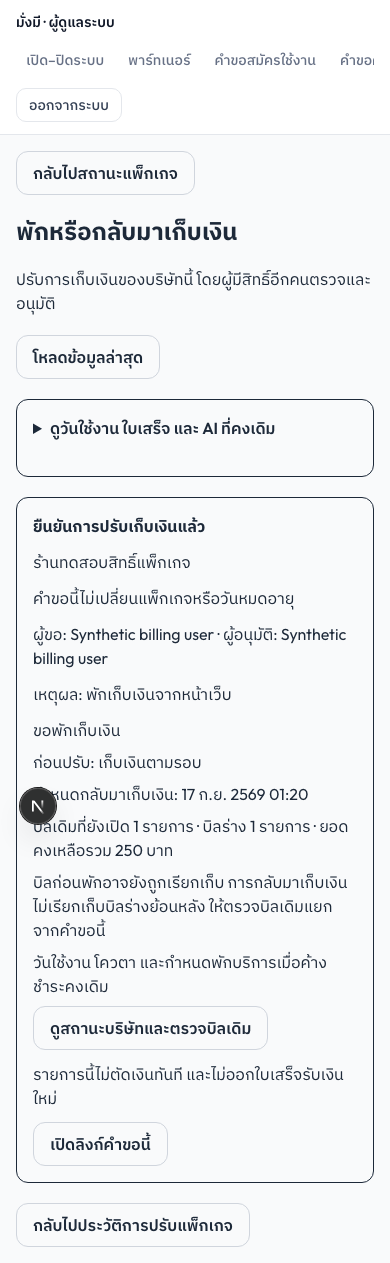 มั่งมี · ผู้ดูแลระบบ
เปิด–ปิดระบบ พาร์ทเนอร์ คำขอสมัครใช้งาน
ออกจากระบบ
กลับไปสถานะแพ็กเกจ
พักหรือกลับมาเก็บเงิน
ปรับการเก็บเงินของบริษัทนี้ โดยผู้มีสิทธิ์อีกคนตรวจและ
อนุมัติ
โหลดข้อมูลล่าสุด
ดูวันใช้งาน ใบเสร็จ และ AI ที่คงเดิม
ยืนยันการปรับเก็บเงินแล้ว
ร้านทดสอบสิทธิ์แพ็กเกจ
คำขอนี้ไม่เปลี่ยนแพ็กเกจหรือวันหมดอายุ
ผู้ขอ: Synthetic billing user · ผู้อนุมัติ: Synthetic
billing user
เหตุผล: พักเก็บเงินจากหน้าเว็บ
ขอพักเก็บเงิน
ก่อนปรับ: เก็บเงินตามรอบ
กลับมาเก็บเงิน: 17 ก.ย. 2569 01:20
N
บิลเดิมที่ยังเปิด 1 รายการ · บิลร่าง 1 รายการ · ยอด
คงเหลือรวม 250 บาท
บิลก่อนพักอาจยังถูกเรียกเก็บ การกลับมาเก็บเงิน
ไม่เรียกเก็บบิลร่างย้อนหลัง ให้ตรวจบิลเดิมแยก
จากคำขอนี้
วันใช้งาน โควตา และกำหนดพักบริการเมื่อค้าง
ชำระคงเดิม
ดูสถานะบริษัทและตรวจบิลเดิม
รายการนี้ไม่ตัดเงินทันที และไม่ออกใบเสร็จรับเงิน
ใหม่
เปิดลิงก์คำขอนี้
กลับไปประวัติการปรับแพ็กเกจ